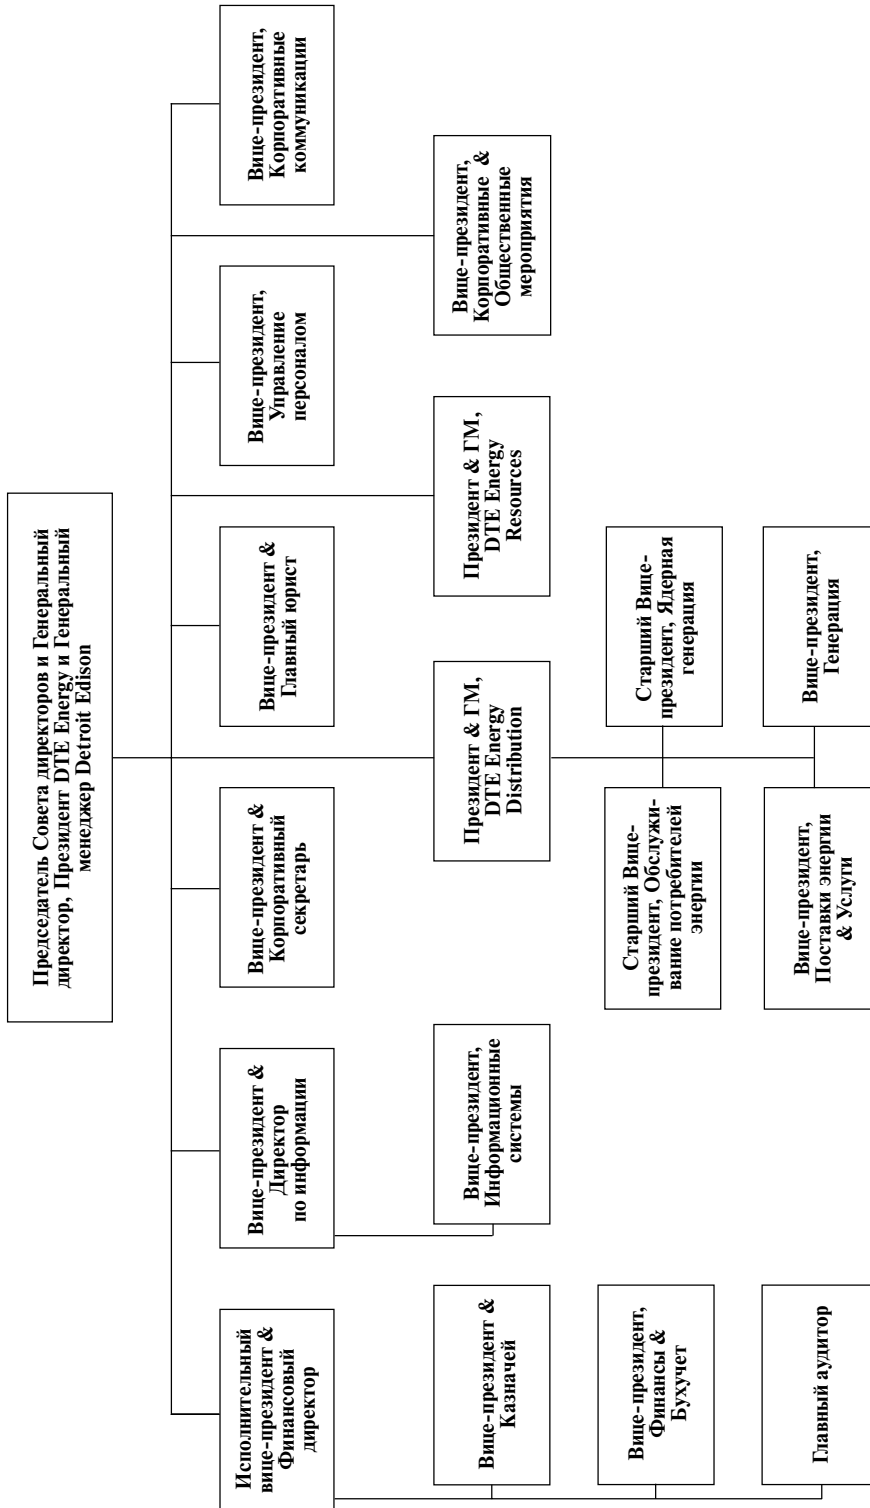 Председатель Совета директоров и Генеральный
директор, Президент DTE Energy и Генеральный
менеджер Detroit Edison
Исполнительный
вице-президент &
Финансовый
директор
Вице-президент &
Директор
по информации
Вице-президент &
Корпоративный
секретарь
Вице-президент &
Главный юрист
Вице-президент,
Управление
персоналом
Вице-президент,
Корпоративные
коммуникации
Вице-президент &
Казначей
Вице-президент,
Информационные
системы
Президент & ГМ,
DTE Energy
Distribution
Президент & ГМ,
DTE Energy
Resources
Вице-президент,
Корпоративные &
Общественные
мероприятия
Вице-президент,
Финансы &
Бухучет
Старший Вице-
президент, Обслужи-
вание потребителей
энергии
Старший Вице-
президент, Ядерная
генерация
Главный аудитор
Вице-президент,
Поставки энергии
& Услуги
Вице-президент,
Генерация